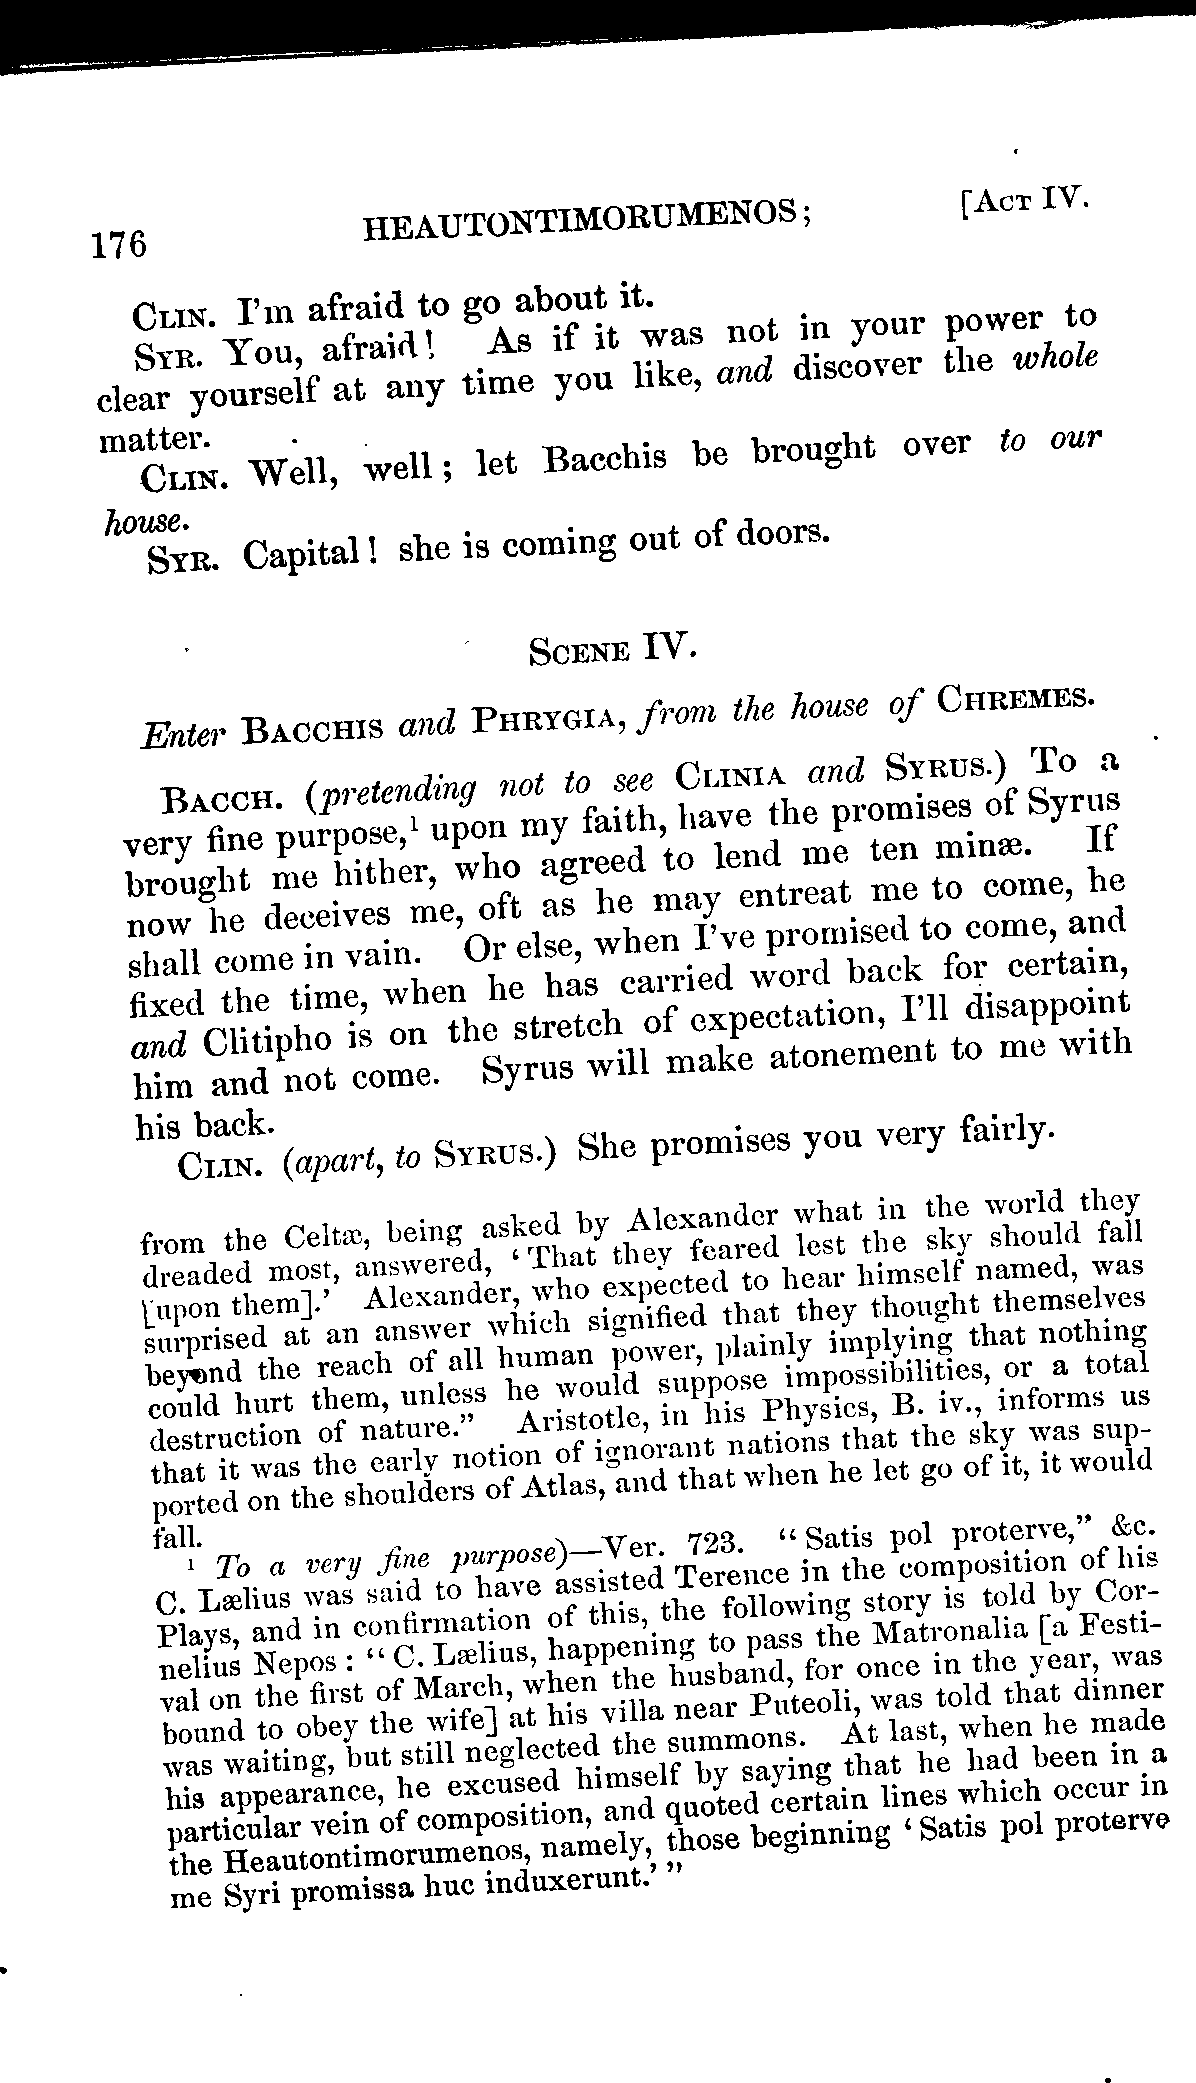 176 HEAUTONTIMORUMENOS; [ACT IV.
CLIN. I'm afraid to go about it.
SYR. You, afraid! As if it was not in your power to
clear yourself at any time you like, and discover the whole
matter.
CLIN. Well, well; let Bacchis be brought over to our
house.
SYR. Capital! she is coming out of doors.
SCENE IV.
Enter BACCHIS and PHRYGIA, from the house of CHREMES.
BACCH. (pretending not to see CLINIA and SYRUS.) To a
very fine purpose,¹ upon my faith, have the promises of Syrus
brought me hither, who agreed to lend me ten minæ. If
now he deceives me, oft as he may entreat me to come, he
shall come in vain. Or else, when I've promised to come, and
fixed the time, when he has carried word back for certain,
and Clitipho is on the stretch of expectation, I'll disappoint
him and not come. Syrus will make atonement to me with
his back.
CLIN. (apart, to SYRUS.) She promises you very fairly.
from the Celtæ, being asked by Alexander what in the world they
dreaded most, answered, ‘That they feared lest the sky should fall
[upon them].’ Alexander, who expected to hear himself named, was
surprised at an answer which signified that they thought themselves
beyond the reach of all human power, plainly implying that nothing
could hurt them, unless he would suppose impossibilities, or a total
destruction of nature.” Aristotle, in his Physics, B. iv., informs us
that it was the early notion of ignorant nations that the sky was sup-
ported on the shoulders of Atlas, and that when he let go of it, it would
fall.
¹ To a very fine purpose)—Ver. 723. “Satis pol proterve,” &c.
C. Lælius was said to have assisted Terence in the composition of his
Plays, and in confirmation of this, the following story is told by Cor-
nelius Nepos: “C. Lælius, happening to pass the Matronalia [a Festi-
val on the first of March, when the husband, for once in the year, was
bound to obey the wife] at his villa near Puteoli, was told that dinner
was waiting, but still neglected the summons. At last, when he made
his appearance, he excused himself by saying that he had been in a
particular vein of composition, and quoted certain lines which occur in
the Heautontimorumenos, namely, those beginning ‘Satis pol proterve
me Syri promissa huc induxerunt.’”